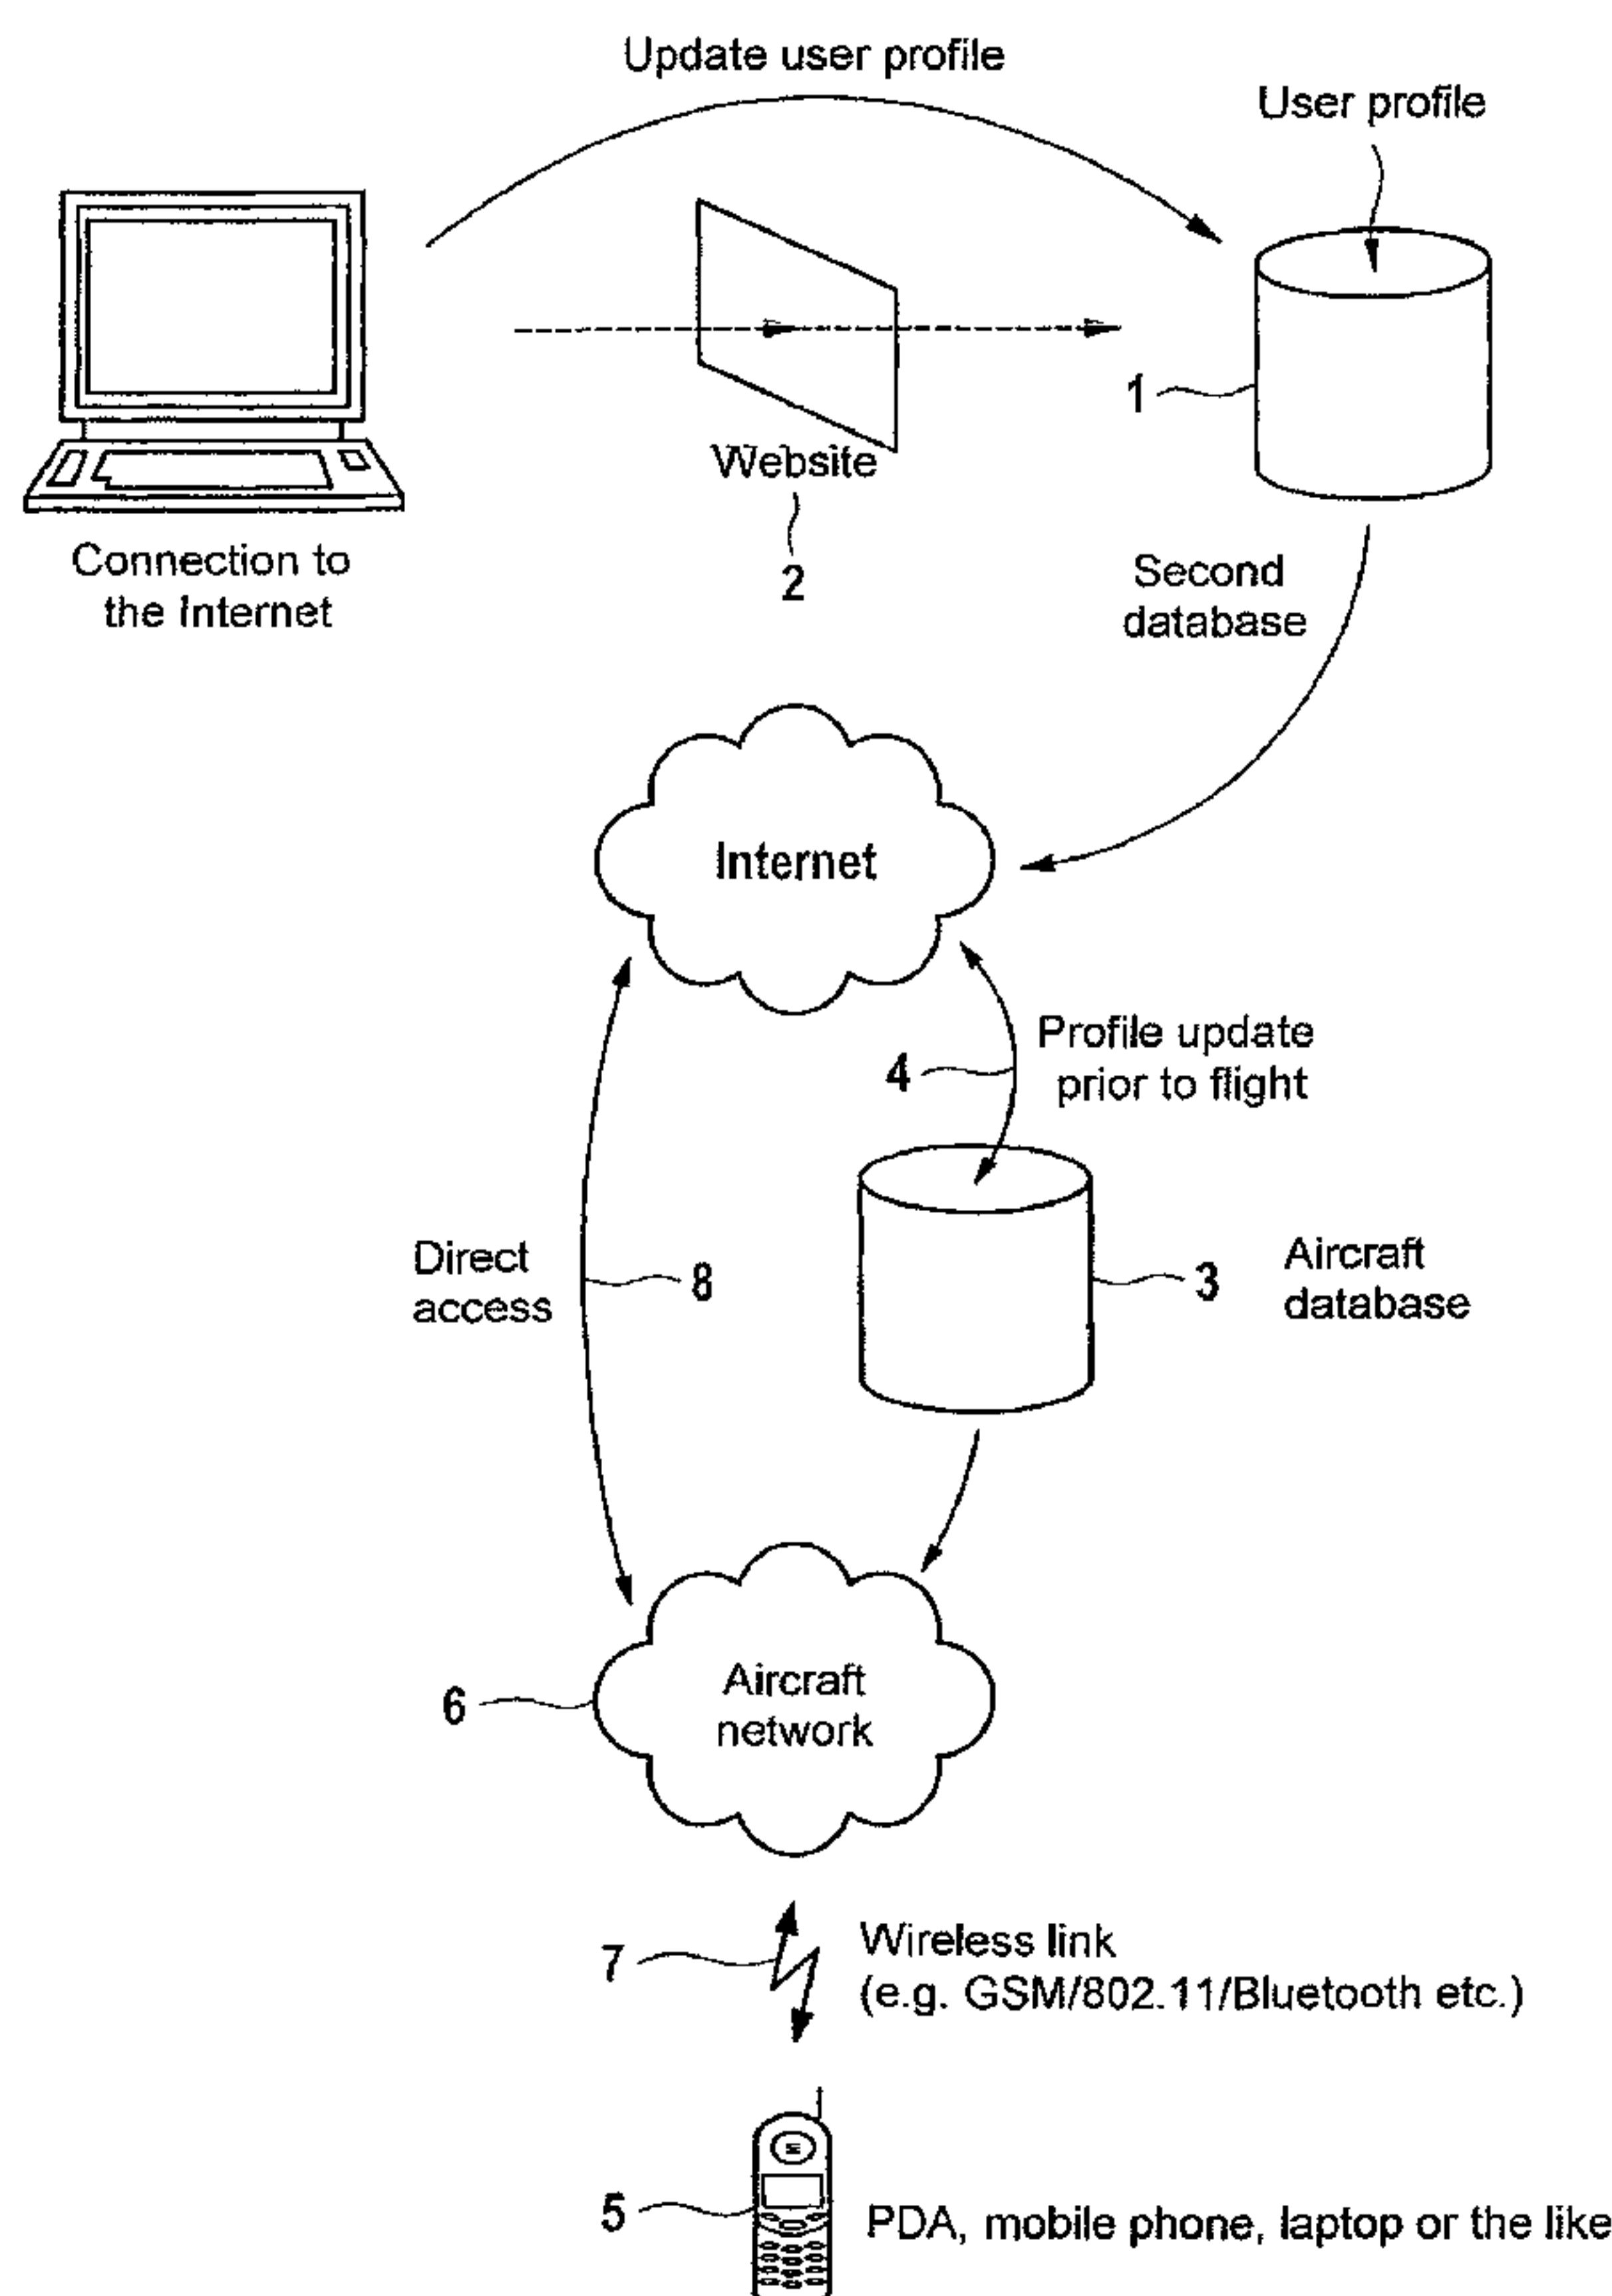 Update user profile
User profile
1
Website
2
Connection to
the Internet
Second
database
Internet
4
Profile update
prior to flight
Direct
access
8
3
Aircraft
database
6
Aircraft
network
7
Wireless link
(e.g. GSM/802.11/Bluetooth etc.)
5
PDA, mobile phone, laptop or the like